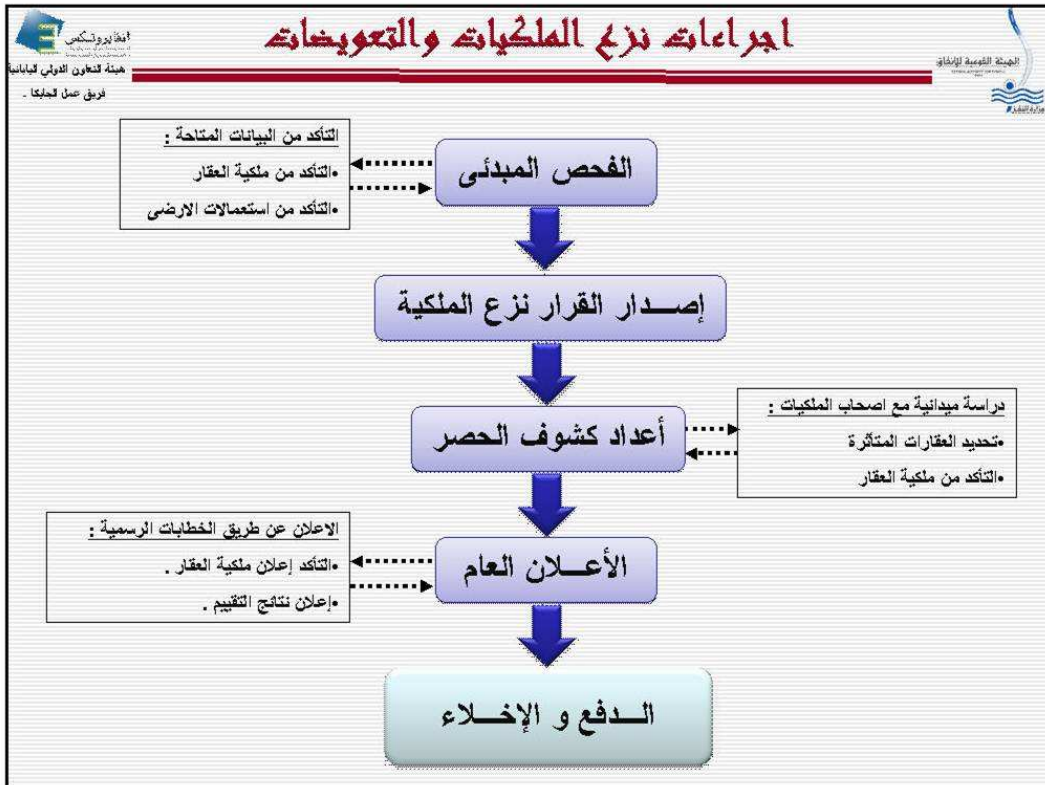 اجراءات نزع الملكيات والتعويضات
الهيئة القومية للإنفاق
هيئة التعاون الدولي اليابانية
فريق عمل الجايكا .
الفحص المبدئى
التأكد من البيانات المتاحة :
•التأكد من ملكية العقار
•التأكد من استعمالات الارضى
إصـــدار القرار نزع الملكية
أعداد كشوف الحصر
دراسة ميدانية مع اصحاب الملكيات :
•تحديد العقارات المتأثرة
•التأكد من ملكية العقار
الأعـــلان العام
الاعلان عن طريق الخطابات الرسمية :
•التأكد إعلان ملكية العقار .
•إعلان نتائج التقييم .
الـــدفع و الإخـــلاء